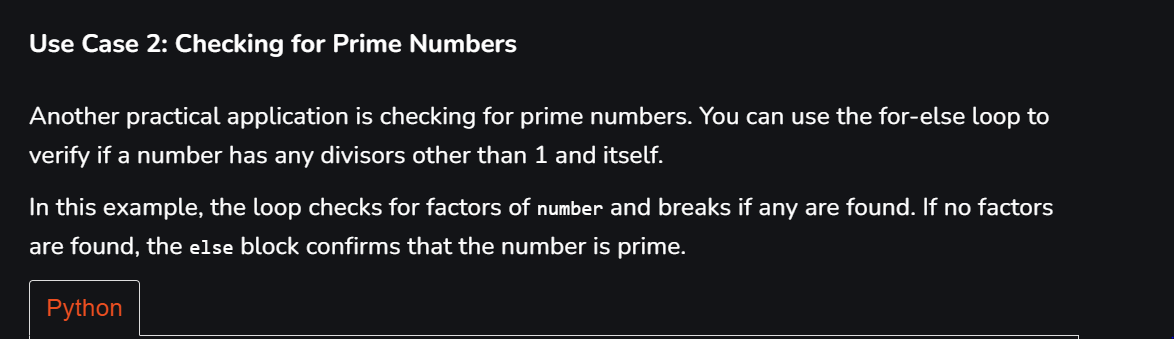 Use Case 2: Checking for Prime Numbers
Another practical application is checking for prime numbers. You can use the for-else loop to
verify if a number has any divisors other than 1 and itself.
In this example, the loop checks for factors of number and breaks if any are found. If no factors
are found, the else block confirms that the number is prime.
Python